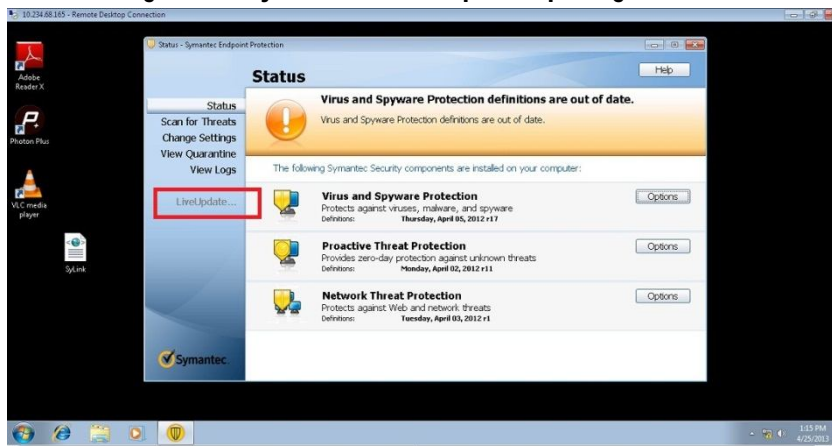 10.234.68.165 - Remote Desktop Connection
Adobe
Reader X
Photon Plus
VLC media
player
SyLink
Status - Symantec Endpoint Protection
Status
Help
Status
Scan for Threats
Change Settings
View Quarantine
View Logs
LiveUpdate...
Virus and Spyware Protection definitions are out of date.
Virus and Spyware Protection definitions are out of date.
The following Symantec Security components are installed on your computer:
Virus and Spyware Protection
Options
Protects against viruses, malware, and spyware
Definitions: Thursday, April 05, 2012 r17
Proactive Threat Protection
Options
Provides zero-day protection against unknown threats
Definitions: Monday, April 02, 2012 r11
Network Threat Protection
Options
Protects against Web and network threats
Definitions: Tuesday, April 03, 2012 r1
Symantec.
1:15 PM
4/25/2013